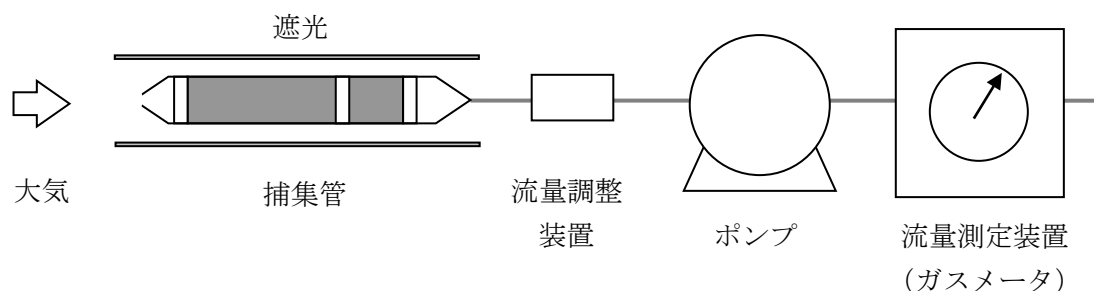 遮光
大気
捕集管
流量調整
装置
ポンプ
流量測定装置
（ガスメータ）